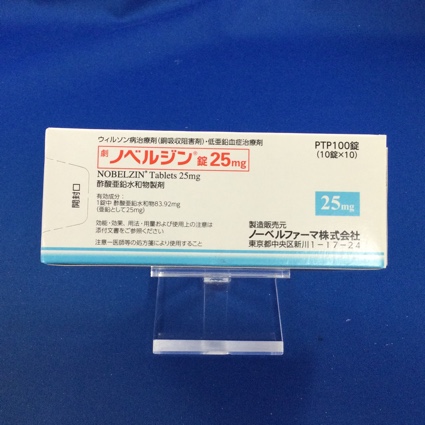 ウィルソン病治療剤(銅吸収阻害剤)・低亜鉛血症治療剤
劇 ノベルジン®錠25mg
NOBELZIN® Tablets 25mg
酢酸亜鉛水和物製剤
有効成分:
1錠中 酢酸亜鉛水和物83.92mg
(亜鉛として25mg)
効能・効果、用法・用量および使用上の注意は
添付文書をご参照ください
注意-医師等の処方箋により使用すること
開封口
PTP100錠
(10錠×10)
25mg
製造販売元
ノーベルファーマ株式会社
東京都中央区新川1-17-24